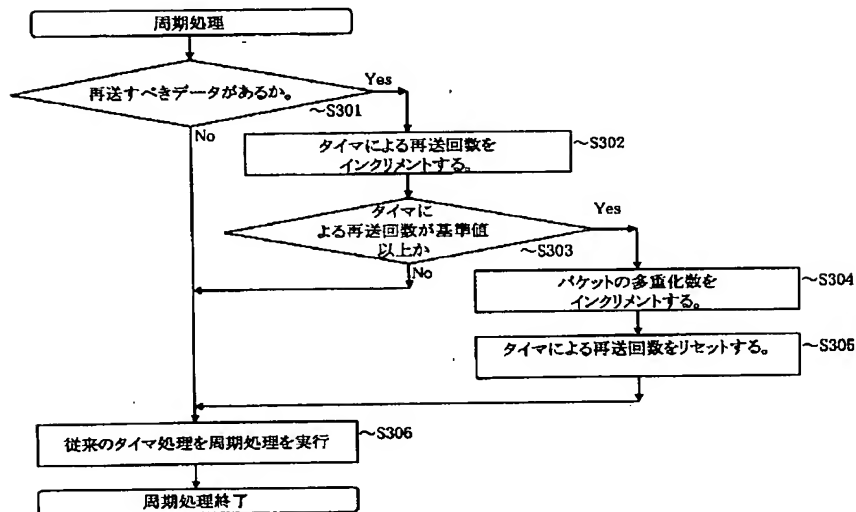 周期処理
再送すべきデータがあるか。
Yes
～S301
No
タイマによる再送回数を
インクリメントする。
～S302
タイマに
よる再送回数が基準値
以上か
Yes
～S303
No
パケットの多重化数を
インクリメントする。
～S304
タイマによる再送回数をリセットする。
～S305
従来のタイマ処理を周期処理を実行
～S306
周期処理終了